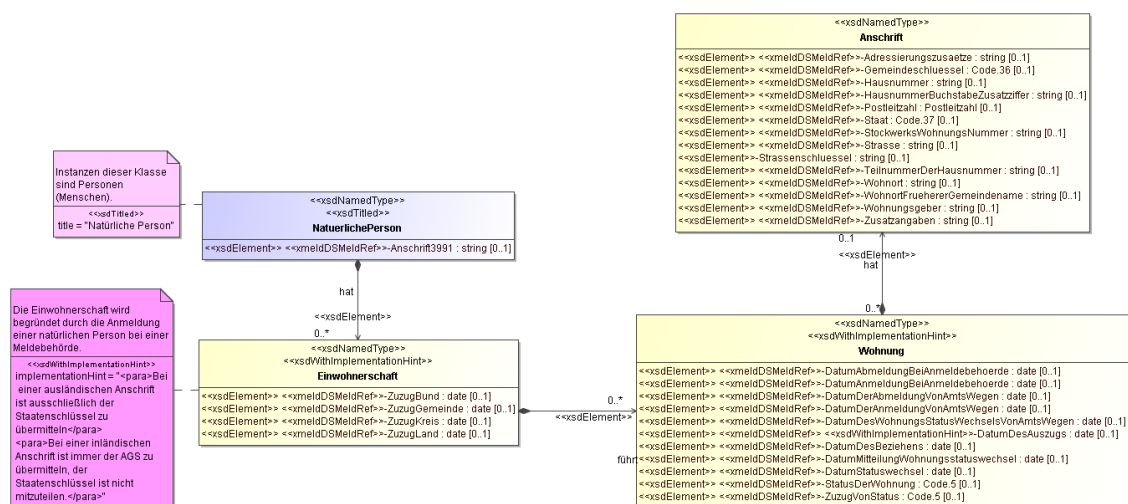 <<xsdNamedType>>
Anschrift
<<xsdElement>> <<xmeldDSMeldRef>>-Adressierungszusaetze : string [0..1]
<<xsdElement>> <<xmeldDSMeldRef>>-Gemeindeschluessel : Code.36 [0..1]
<<xsdElement>> <<xmeldDSMeldRef>>-Hausnummer : string [0..1]
<<xsdElement>> <<xmeldDSMeldRef>>-HausnummerBuchstabeZusatzziffer : string [0..1]
<<xsdElement>> <<xmeldDSMeldRef>>-Postleitzahl : Postleitzahl [0..1]
<<xsdElement>> <<xmeldDSMeldRef>>-Staat : Code.37 [0..1]
<<xsdElement>> <<xmeldDSMeldRef>>-StockwerksWohnungsNummer : string [0..1]
<<xsdElement>> <<xmeldDSMeldRef>>-Strasse : string [0..1]
<<xsdElement>>-Strassenschluessel : string [0..1]
<<xsdElement>> <<xmeldDSMeldRef>>-TeilnummerDerHausnummer : string [0..1]
<<xsdElement>> <<xmeldDSMeldRef>>-Wohnort : string [0..1]
<<xsdElement>> <<xmeldDSMeldRef>>-WohnortFruehererGemeindename : string [0..1]
<<xsdElement>> <<xmeldDSMeldRef>>-Wohnungsgeber : string [0..1]
<<xsdElement>> <<xmeldDSMeldRef>>-Zusatzangaben : string [0..1]
Instanzen dieser Klasse
sind Personen
(Menschen).
<<xsdTitled>>
title = "Natürliche Person"
<<xsdNamedType>>
<<xsdTitled>>
NatuerlichePerson
<<xsdElement>> <<xmeldDSMeldRef>>-Anschrift3991 : string [0..1]
0..1
<<xsdElement>>
hat
0..*
hat
<<xsdElement>>
0..*
Die Einwohnerschaft wird
begründet durch die Anmeldung
einer natürlichen Person bei einer
Meldebehörde.
<<xsdWithImplementationHint>>
implementationHint = "<para>Bei
einer ausländischen Anschrift
ist ausschließlich der
Staatenschlüssel zu
übermitteln</para>
<para>Bei einer inländischen
Anschrift ist immer der AGS zu
übermitteln, der
Staatenschlüssel ist nicht
mitzuteilen.</para>"
<<xsdNamedType>>
<<xsdWithImplementationHint>>
Einwohnerschaft
<<xsdElement>> <<xmeldDSMeldRef>>-ZuzugBund : date [0..1]
<<xsdElement>> <<xmeldDSMeldRef>>-ZuzugGemeinde : date [0..1]
<<xsdElement>> <<xmeldDSMeldRef>>-ZuzugKreis : date [0..1]
<<xsdElement>> <<xmeldDSMeldRef>>-ZuzugLand : date [0..1]
0..*
<<xsdElement>>
führt
<<xsdNamedType>>
<<xsdWithImplementationHint>>
Wohnung
<<xsdElement>> <<xmeldDSMeldRef>>-DatumAbmeldungBeiAnmeldebehoerde : date [0..1]
<<xsdElement>> <<xmeldDSMeldRef>>-DatumAnmeldungBeiAnmeldebehoerde : date [0..1]
<<xsdElement>> <<xmeldDSMeldRef>>-DatumDerAbmeldungVonAmtsWegen : date [0..1]
<<xsdElement>> <<xmeldDSMeldRef>>-DatumDerAnmeldungVonAmtsWegen : date [0..1]
<<xsdElement>> <<xmeldDSMeldRef>>-DatumDesWohnungsStatusWechselsVonAmtsWegen : date [0..1]
<<xsdElement>> <<xmeldDSMeldRef>> <<xsdWithImplementationHint>>-DatumDesAuszugs : date [0..1]
<<xsdElement>> <<xmeldDSMeldRef>>-DatumDesBeziehens : date [0..1]
<<xsdElement>> <<xmeldDSMeldRef>>-DatumMitteilungWohnungsstatuswechsel : date [0..1]
<<xsdElement>> <<xmeldDSMeldRef>>-DatumStatuswechsel : date [0..1]
<<xsdElement>> <<xmeldDSMeldRef>>-StatusDerWohnung : Code.5 [0..1]
<<xsdElement>> <<xmeldDSMeldRef>>-ZuzugVonStatus : Code.5 [0..1]